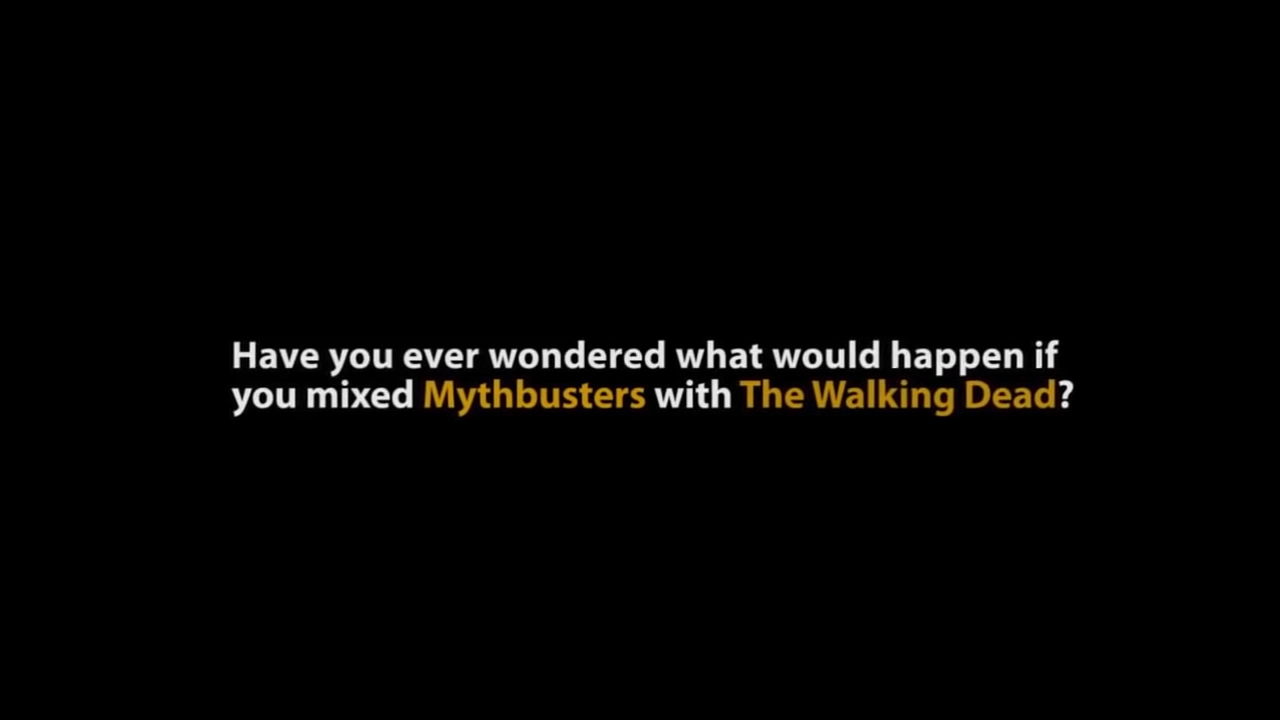 Have you ever wondered what would happen if
you mixed Mythbusters with The Walking Dead?